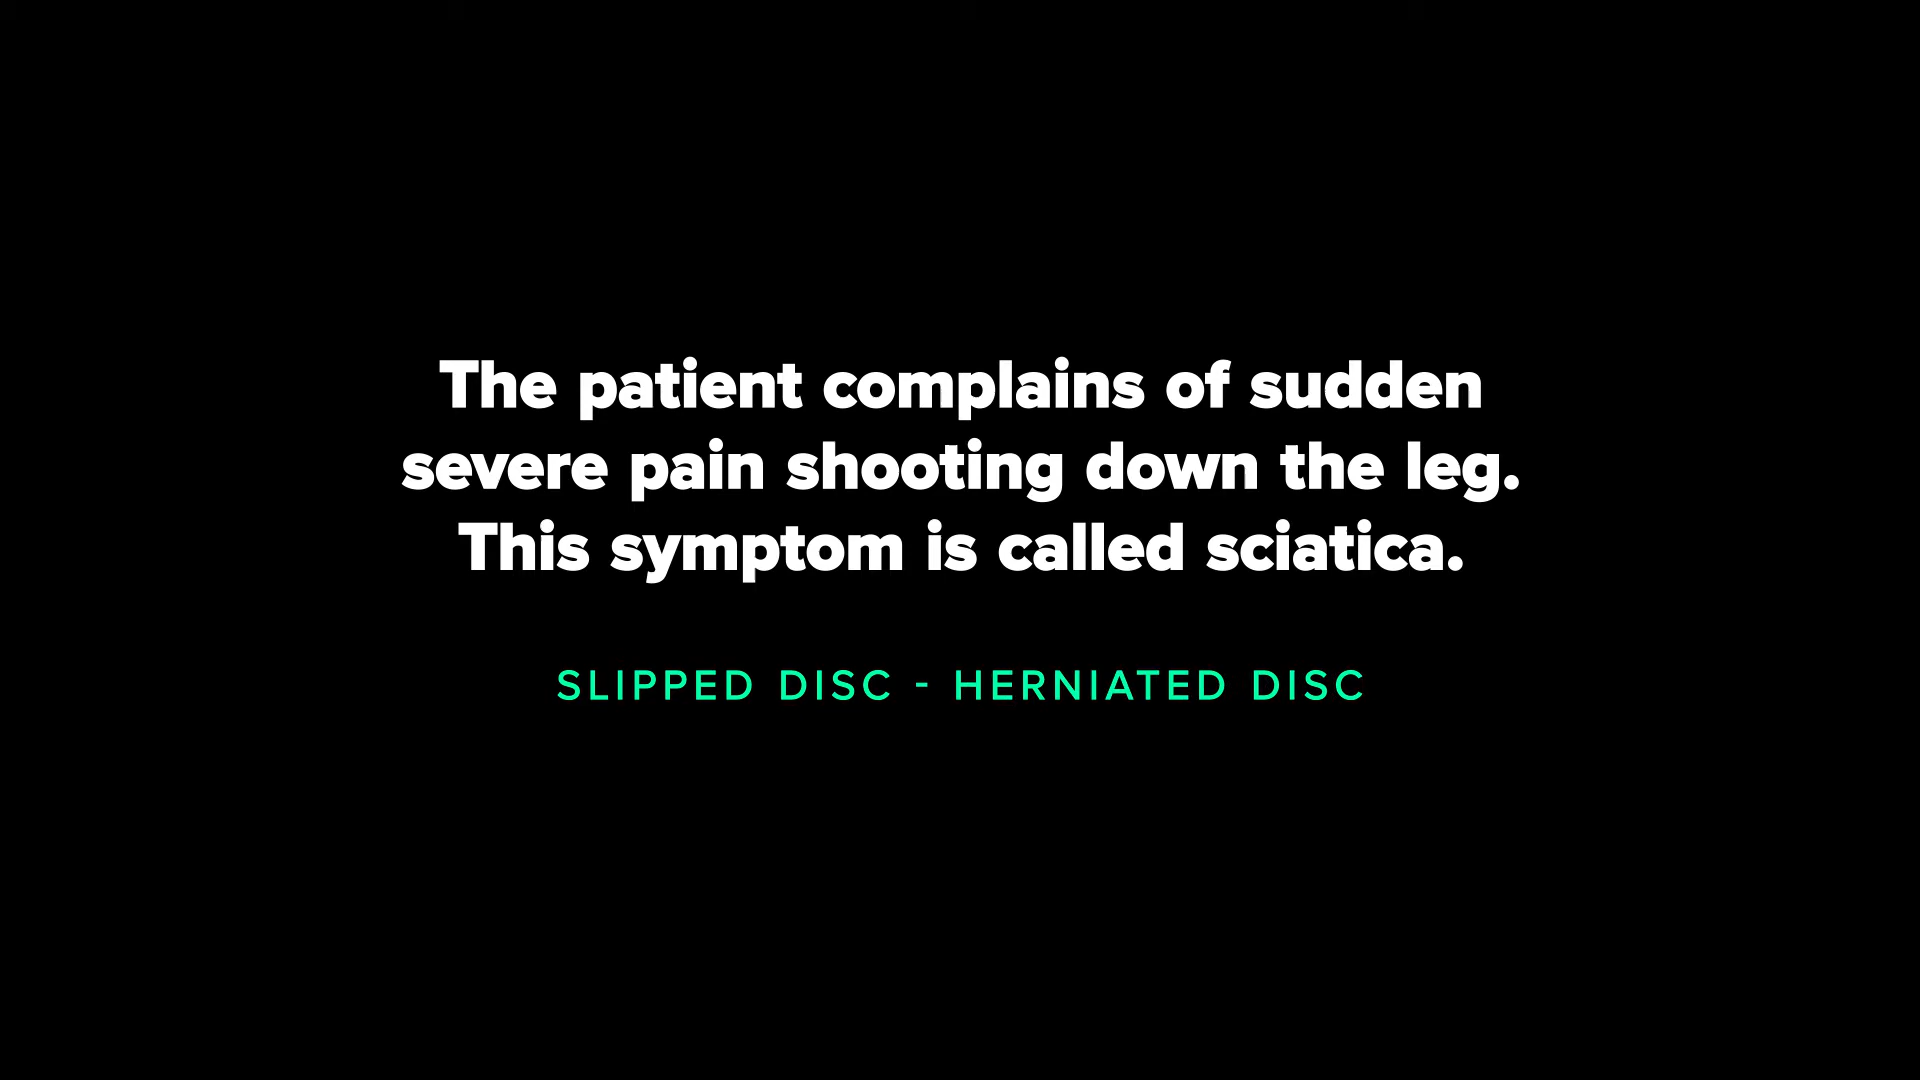 The patient complains of sudden
severe pain shooting down the leg.
This symptom is called sciatica.
SLIPPED DISC - HERNIATED DISC